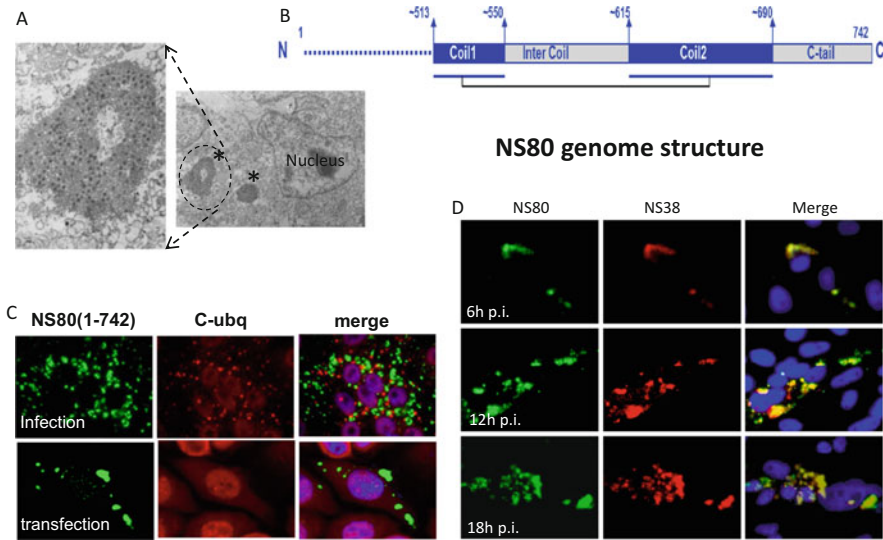 A
*
*
Nucleus
B
1
~513
~550
~615
~690
742
N
Coil1
Inter Coil
Coil2
C-tail
C
NS80 genome structure
C
NS80(1-742)
C-ubq
merge
Infection
transfection
D
NS80
NS38
Merge
6h p.i.
12h p.i.
18h p.i.